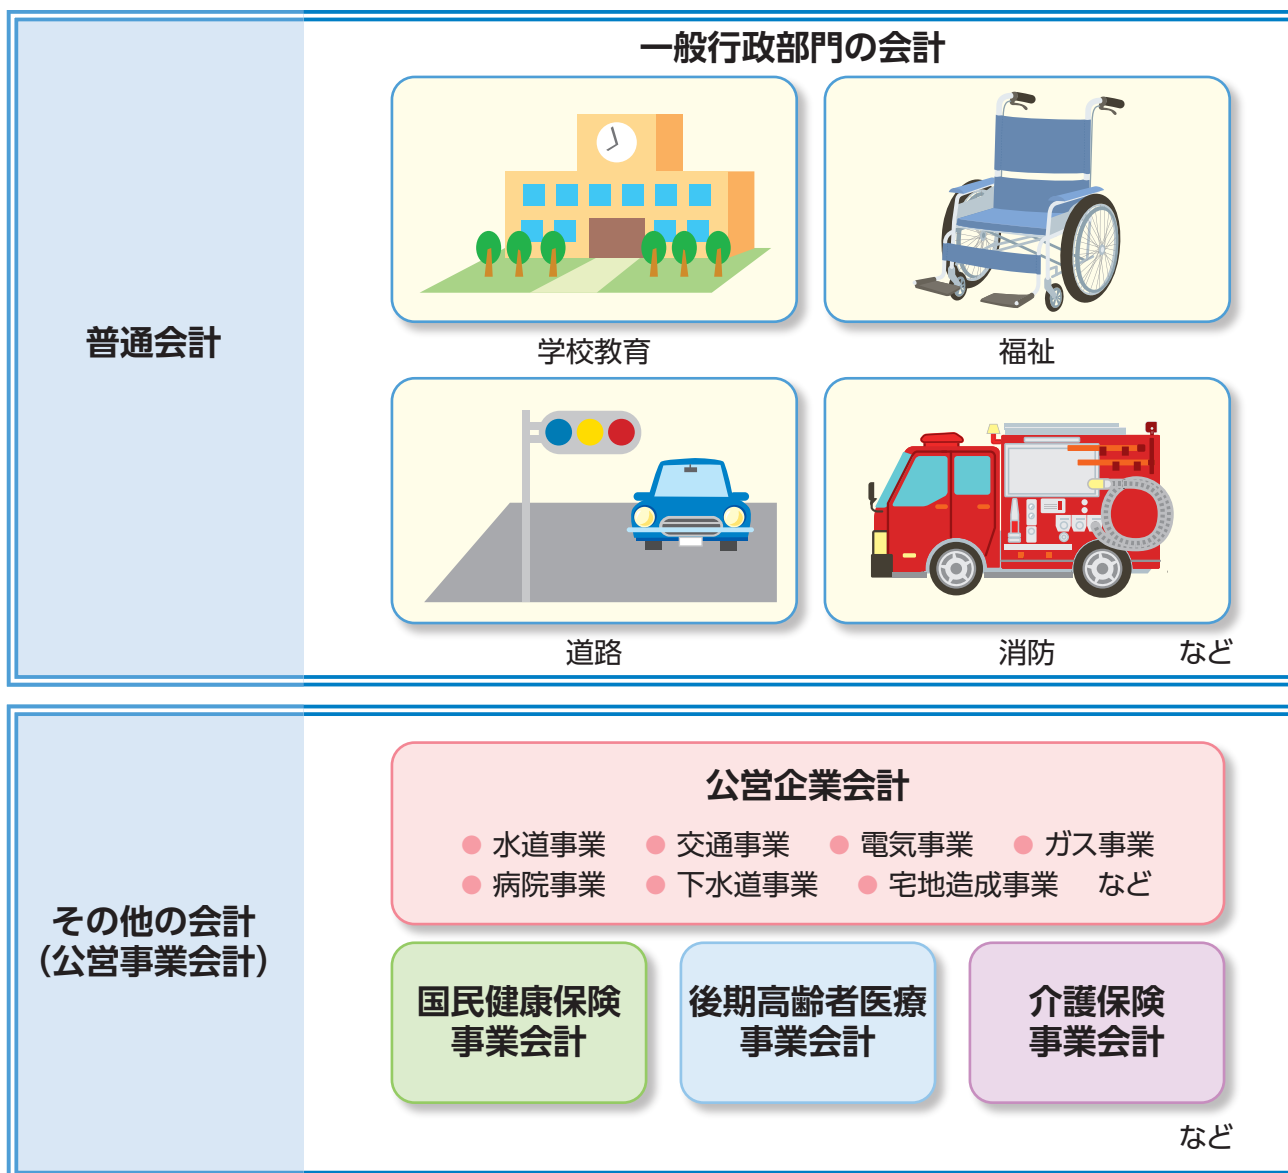 普通会計
一般行政部門の会計
学校教育
福祉
道路
消防
など
その他の会計
（公営事業会計）
公営企業会計
● 水道事業 ● 交通事業 ● 電気事業 ● ガス事業
● 病院事業 ● 下水道事業 ● 宅地造成事業 など
国民健康保険
事業会計
後期高齢者医療
事業会計
介護保険
事業会計
など